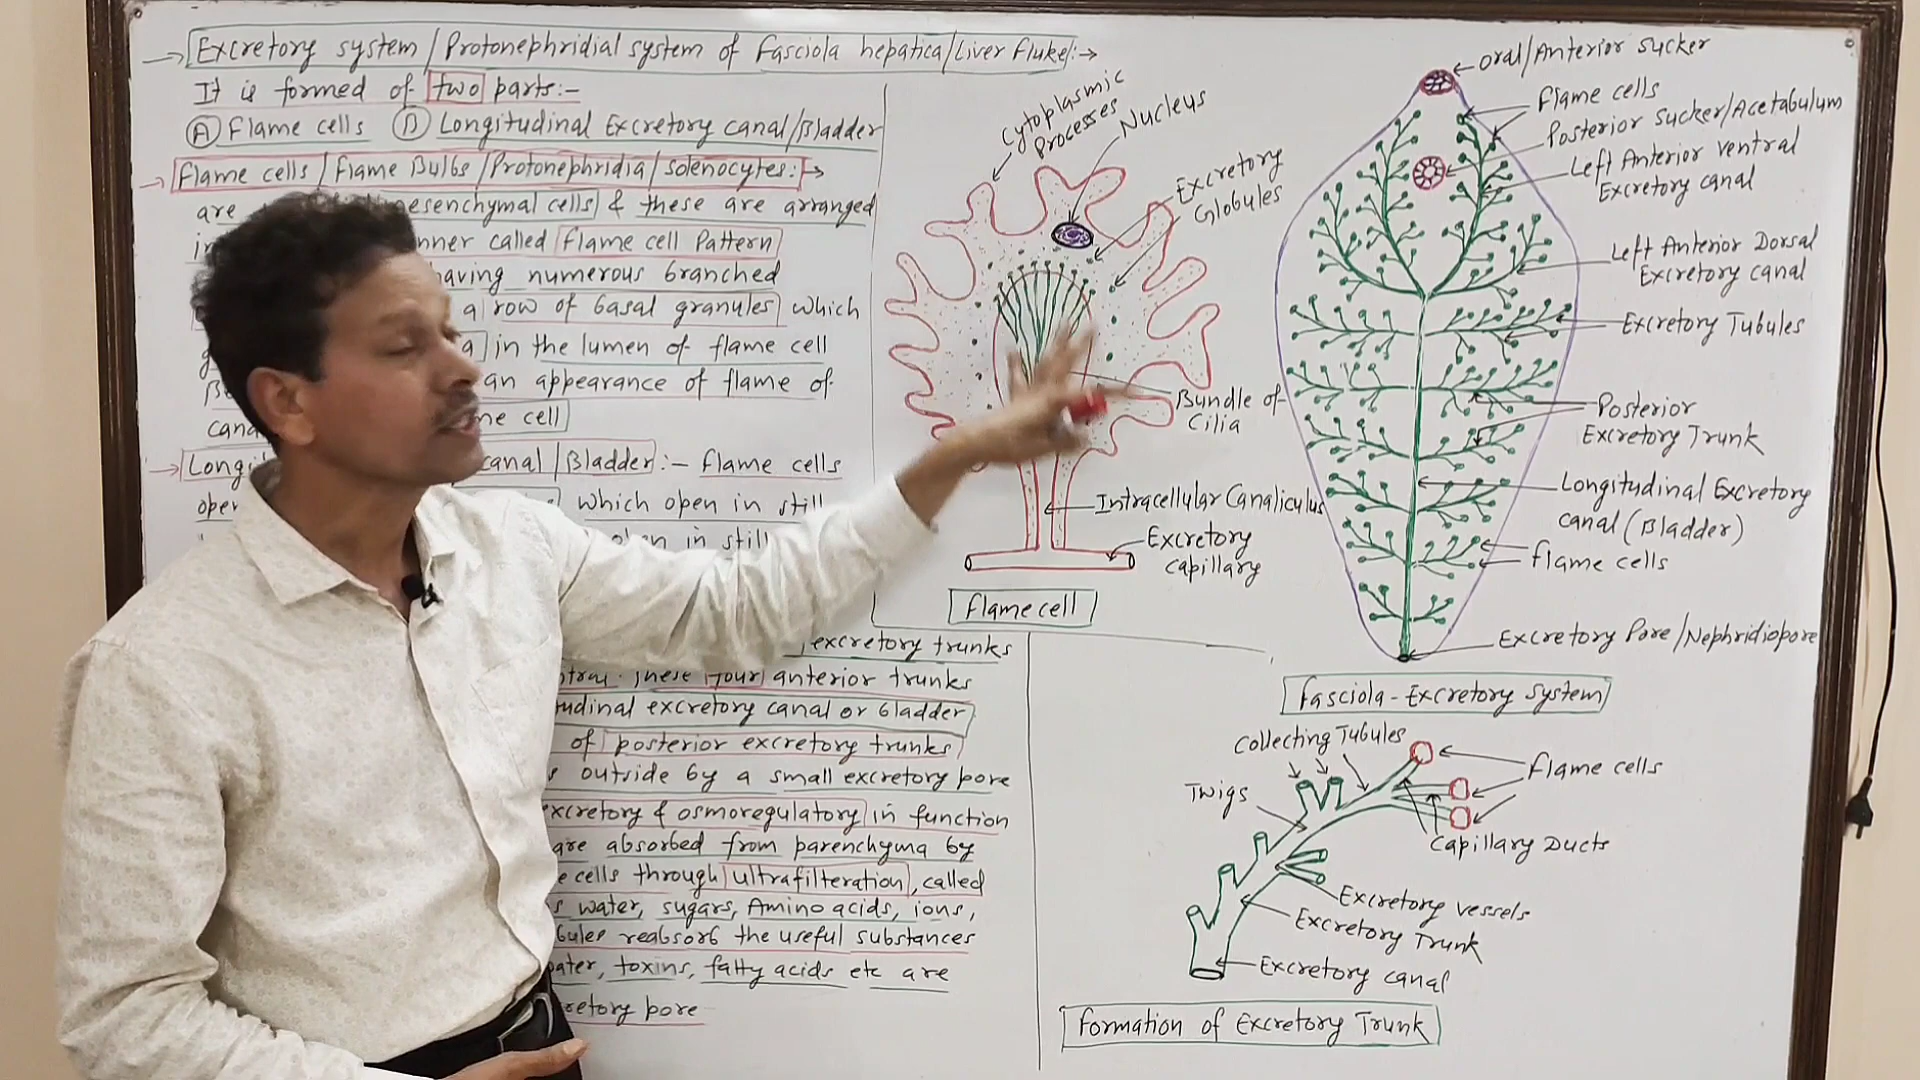 Excretory system/Protonephridial system of Fasciola hepatica/Liver Fluke:→
It is formed of two parts:-
(A) Flame cells (B) Longitudinal Excretory canal/Bladder
Flame cells/Flame Bulbs/Protonephridia/Solenocytes:→
are mesenchymal cells & these are arranged
in called Flame cell Pattern
having numerous branched
a row of basal granules which
in the lumen of flame cell
an appearance of flame of
cell
canal/Bladder:- Flame cells
open which open in still
open in still
excretory trunks
ventral. These four anterior trunks
excretory canal or bladder
of posterior excretory trunks
outside by a small excretory pore
excretory & osmoregulatory in function
are absorbed from parenchyma by
cells through ultrafilteration, called
water, sugars, Amino acids, ions,
reabsorb the useful substances
water, toxins, fatty acids etc are
pore
Cytoplasmic
Processes
Nucleus
Excretory
Globules
Bundle of
Cilia
Intracellular Canaliculus
Excretory
Capillary
Flame cell
Oral/Anterior Sucker
Flame cells
Posterior Sucker/Acetabulum
Left Anterior Ventral
Excretory canal
Left Anterior Dorsal
Excretory canal
Excretory Tubules
Posterior
Excretory Trunk
Longitudinal Excretory
canal (Bladder)
Flame cells
Excretory Pore/Nephridiopore
Fasciola-Excretory System
Collecting Tubules
Twigs
Flame cells
Capillary Ducts
Excretory vessels
Excretory Trunk
Excretory canal
Formation of Excretory Trunk